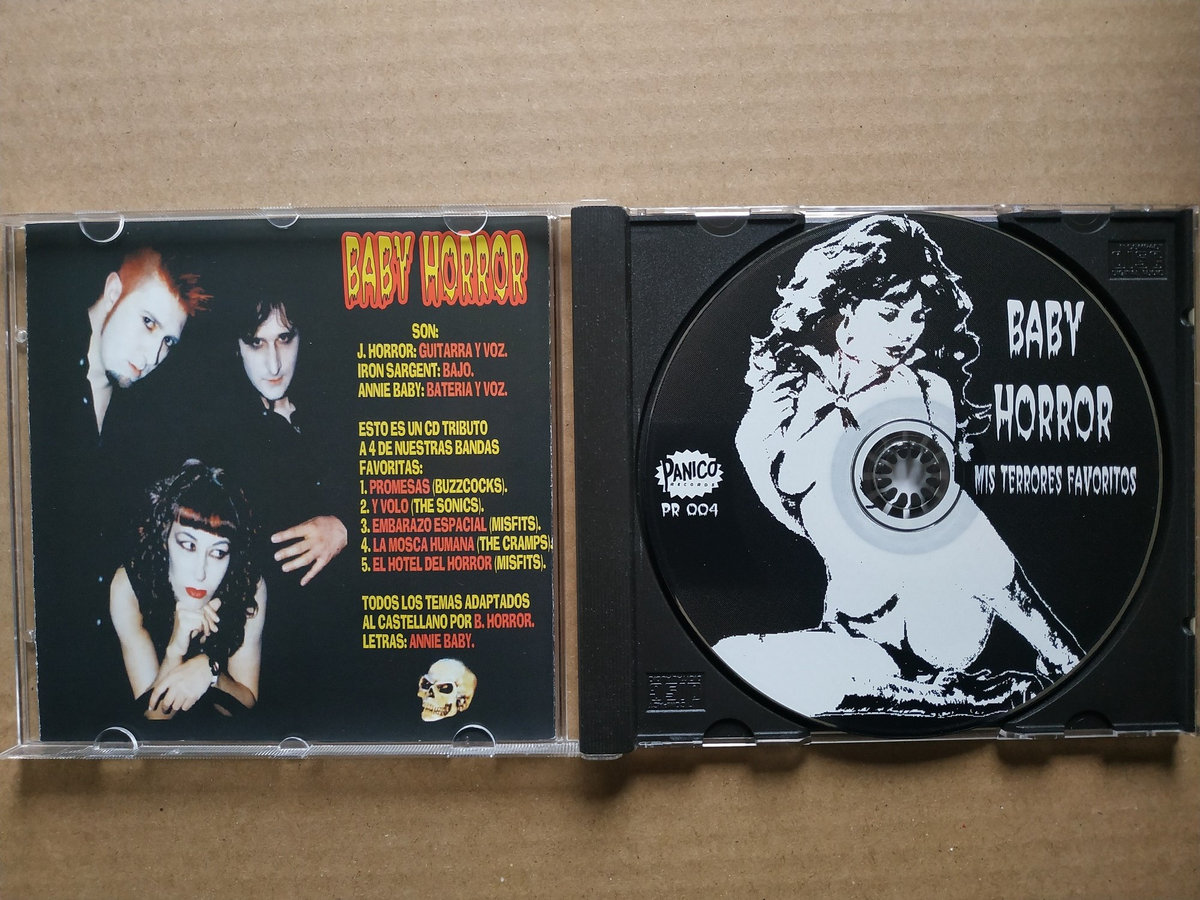 BABY HORROR
SON:
J. HORROR: GUITARRA Y VOZ.
IRON SARGENT: BAJO.
ANNIE BABY: BATERIA Y VOZ.
ESTO ES UN CD TRIBUTO
A 4 DE NUESTRAS BANDAS
FAVORITAS:
1. PROMESAS (BUZZCOCKS).
2. Y VOLO (THE SONICS).
3. EMBARAZO ESPACIAL (MISFITS).
4. LA MOSCA HUMANA (THE CRAMPS).
5. EL HOTEL DEL HORROR (MISFITS).
TODOS LOS TEMAS ADAPTADOS
AL CASTELLANO POR B. HORROR.
LETRAS: ANNIE BABY.
BABY
HORROR
MIS TERRORES FAVORITOS
PANICO
RECORDS
PR 004